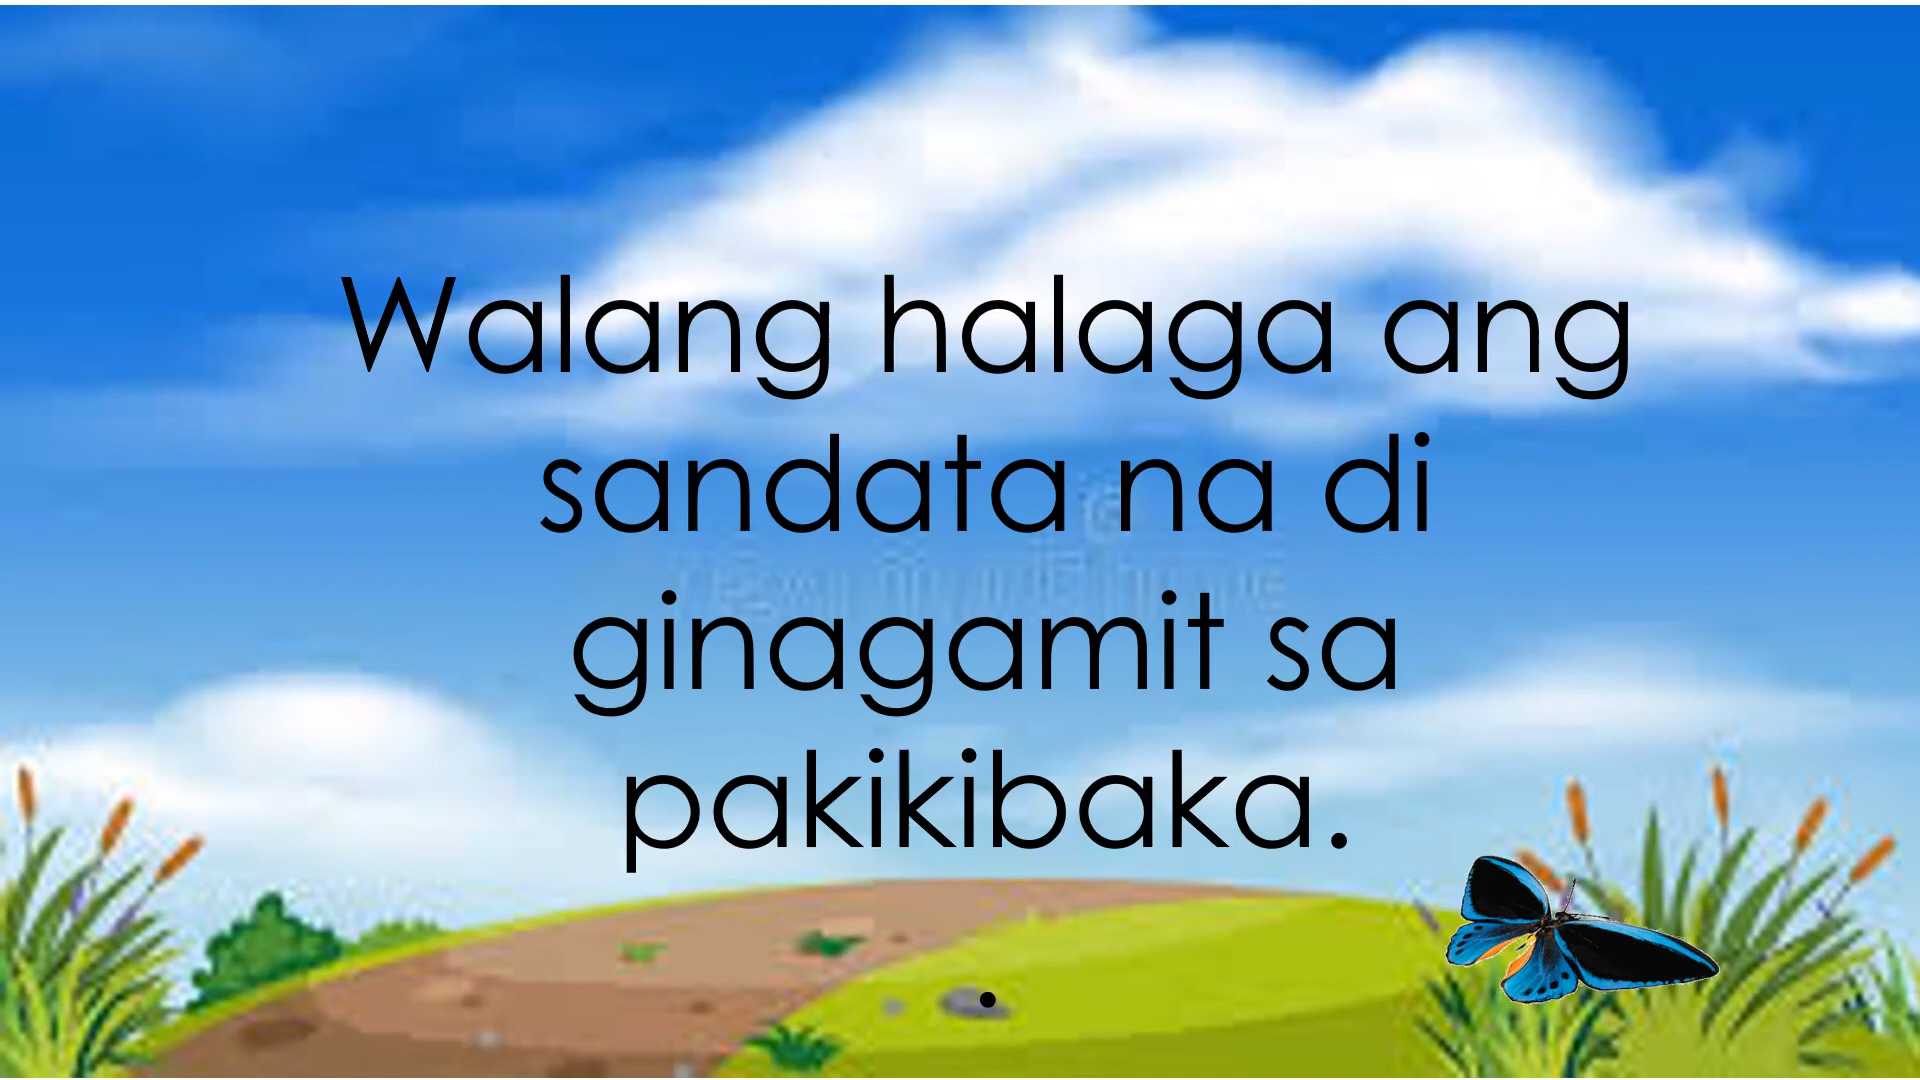 Walang halaga ang
sandata na di
ginagamit sa
pakikibaka.
.